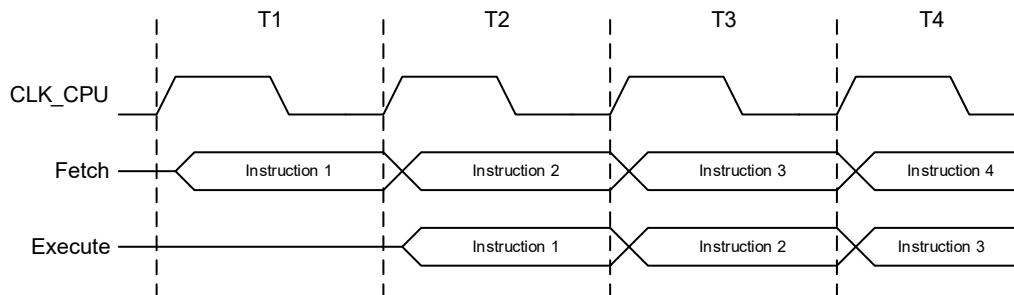 T1 T2 T3 T4
CLK_CPU
Fetch Instruction 1 Instruction 2 Instruction 3 Instruction 4
Execute Instruction 1 Instruction 2 Instruction 3